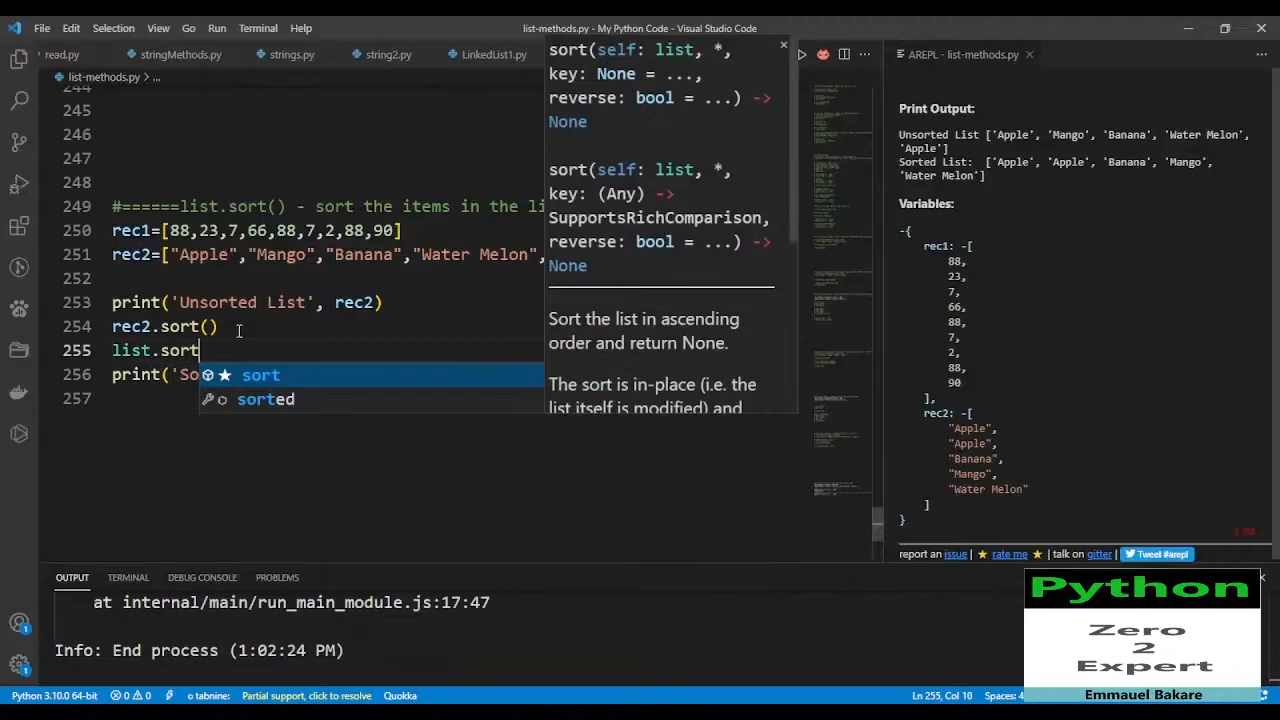 File Edit Selection View Go Run Terminal Help
list-methods.py - My Python Code - Visual Studio Code
read.py stringMethods.py strings.py string2.py LinkedList1.py
AREPL - list-methods.py
list-methods.py > ...
244
245
246
247
248
249
250 rec1=[88,23,7,66,88,7,2,88,90]
251 rec2=["Apple","Mango","Banana","Water Melon",
252
253 print('Unsorted List', rec2)
254 rec2.sort()
255 list.sort
256 print('So
257
sort
sorted
sort(self: list, *,
key: None = ...,
reverse: bool = ...) ->
None
sort(self: list, *,
key: (Any) ->
SupportsRichComparison,
reverse: bool = ...) ->
None
Sort the list in ascending
order and return None.
The sort is in-place (i.e. the
list itself is modified) and
Print Output:
Unsorted List ['Apple', 'Mango', 'Banana', 'Water Melon',
'Apple']
Sorted List: ['Apple', 'Apple', 'Banana', 'Mango',
'Water Melon']
Variables:
-{
rec1: -[
88,
23,
7,
66,
88,
7,
2,
88,
90
],
rec2: -[
"Apple",
"Apple",
"Banana",
"Mango",
"Water Melon"
]
}
report an issue | rate me | talk on gitter | Tweet #arepl
OUTPUT TERMINAL DEBUG CONSOLE PROBLEMS
at internal/main/run_main_module.js:17:47
Info: End process (1:02:24 PM)
Python
Zero
2
Expert
Emmauel Bakare
Python 3.10.0 64-bit 0 0 tabnine: Partial support, click to resolve Quokka
Ln 255, Col 10